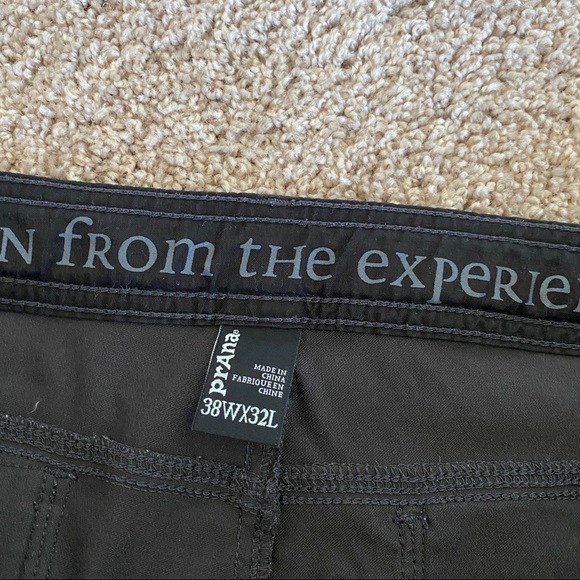 N from the experie
prAna®
MADE IN
CHINA
FABRIQUE EN
CHINE
38WX32L